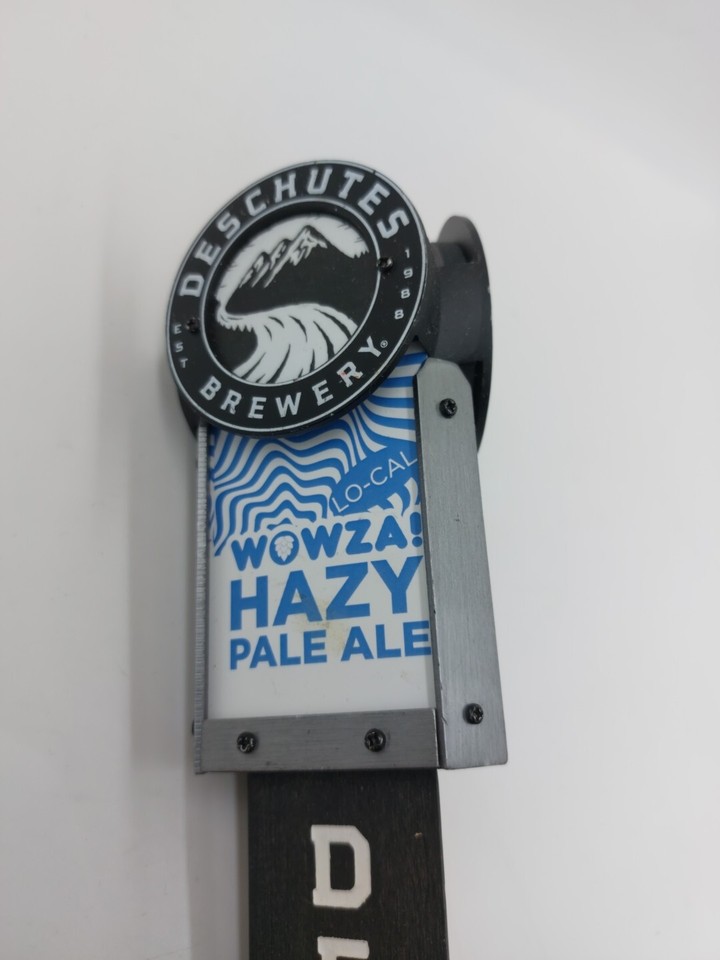 DESCHUTES
EST 1988
BREWERY®
LO-CAL
WOWZA!
HAZY
PALE ALE
D